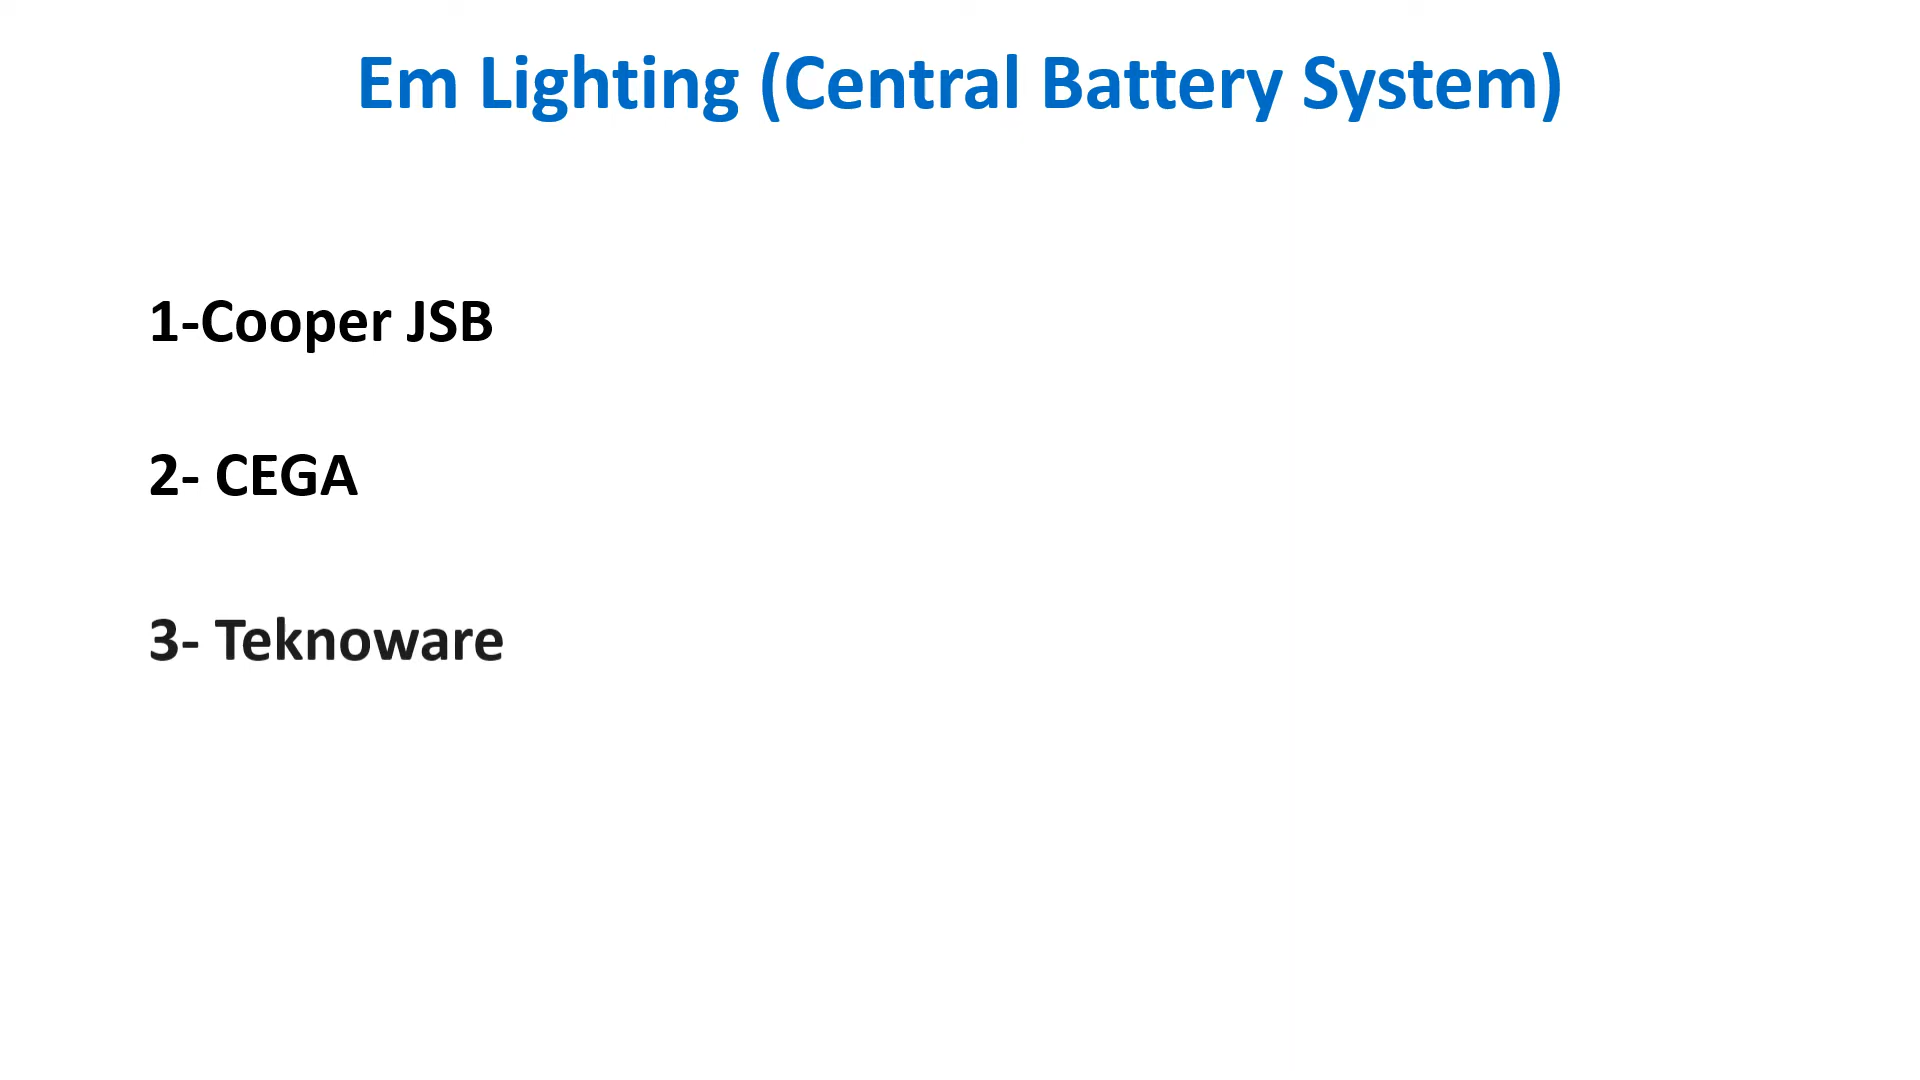 Em Lighting (Central Battery System)
1-Cooper JSB
2- CEGA
3- Teknoware